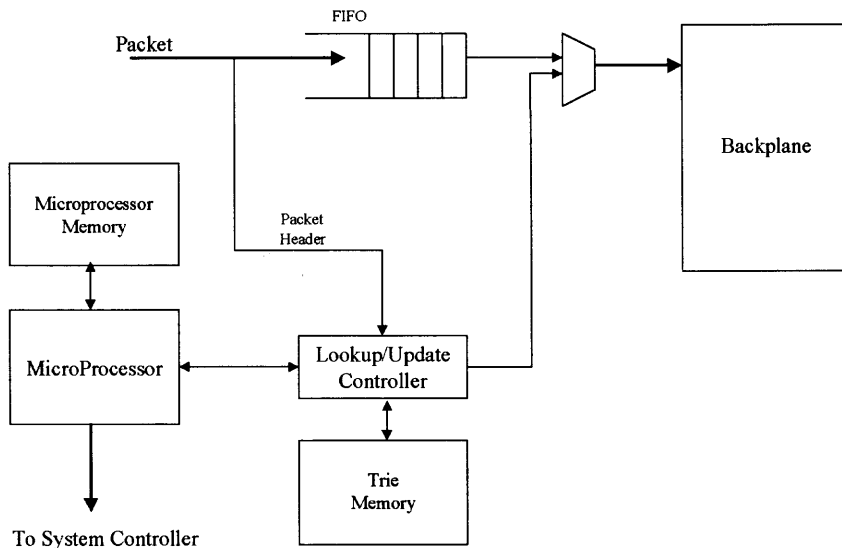 FIFO
Packet
Backplane
Microprocessor
Memory
Packet
Header
MicroProcessor
Lookup/Update
Controller
Trie
Memory
To System Controller